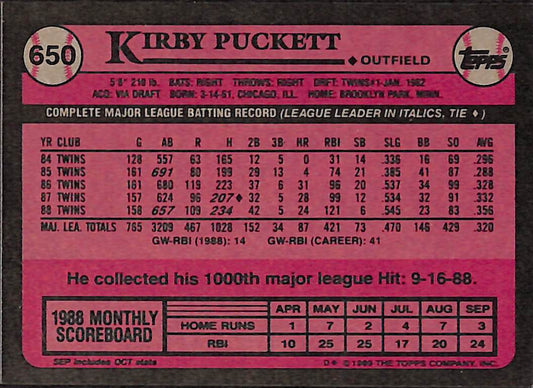 650
KIRBY PUCKETT
♦ OUTFIELD
TOPPS
5'8" 210 lb. BATS: RIGHT THROWS: RIGHT DRFT: TWINS #1-JAN. 1982
ACQ: VIA DRAFT BORN: 3-14-61, CHICAGO, ILL. HOME: BROOKLYN PARK, MINN.
COMPLETE MAJOR LEAGUE BATTING RECORD (LEAGUE LEADER IN ITALICS, TIE ♦)
YR CLUB G AB R H 2B 3B HR RBI SB SLG BB SO AVG
84 TWINS 128 557 63 165 12 5 0 31 14 .336 16 69 .296
85 TWINS 161 691 80 199 29 13 4 74 21 .385 41 87 .288
86 TWINS 161 680 119 223 37 6 31 96 20 .537 34 99 .328
87 TWINS 157 624 96 207♦ 32 5 28 99 12 .534 32 91 .332
88 TWINS 158 657 109 234 42 5 24 121 6 .545 23 83 .356
MAJ. LEA. TOTALS 765 3209 467 1028 152 34 87 421 73 .470 146 429 .320
GW-RBI (1988): 14 GW-RBI (CAREER): 41
He collected his 1000th major league Hit: 9-16-88.
1988 MONTHLY SCOREBOARD
APR MAY JUN JUL AUG SEP
HOME RUNS 1 7 2 4 7 3
RBI 10 25 25 17 20 24
SEP includes OCT stats
D♦ © 1989 THE TOPPS COMPANY, INC.